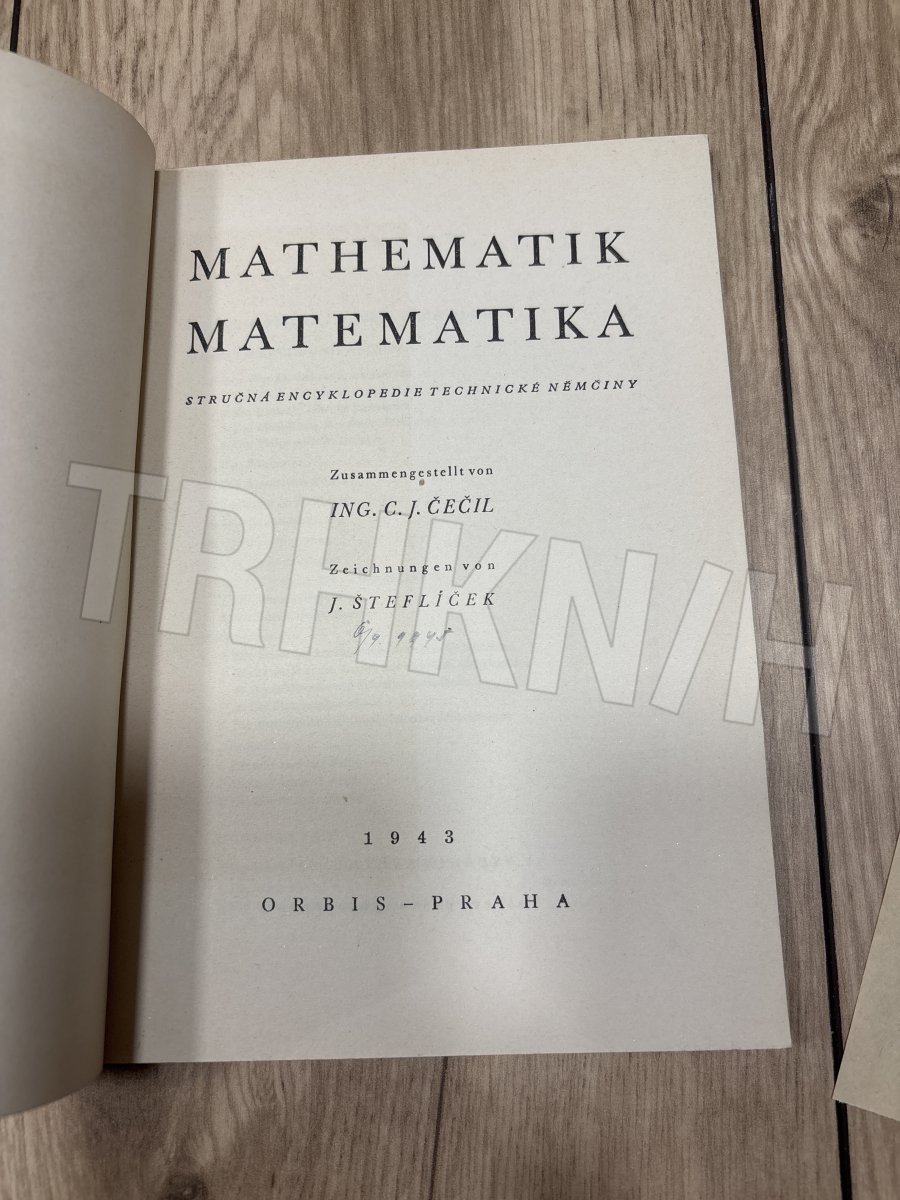 MATHEMATIK
MATEMATIKA
STRUČNÁ ENCYKLOPEDIE TECHNICKÉ NĚMČINY
Zusammengestellt von
ING. C. J. ČEČIL
Zeichnungen von
J. ŠTEFLÍČEK
1943
ORBIS – PRAHA
TRHKNIH